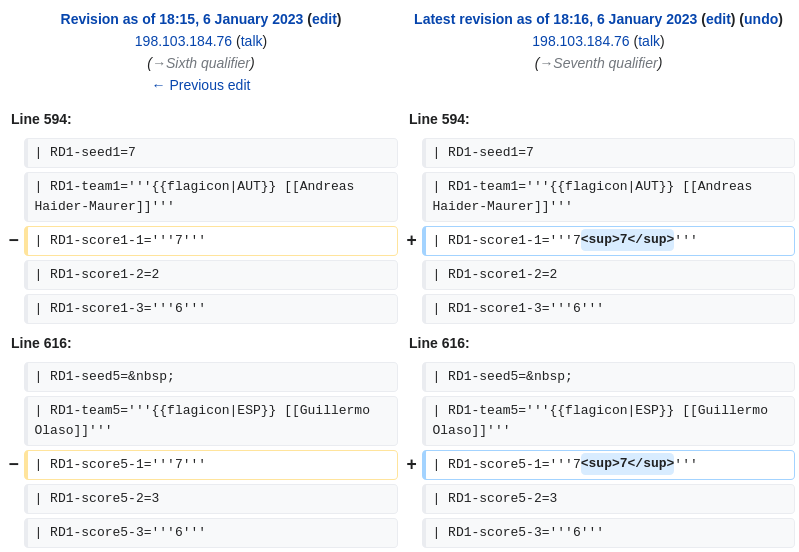 Revision as of 18:15, 6 January 2023 (edit)
198.103.184.76 (talk)
(→Sixth qualifier)
← Previous edit
Latest revision as of 18:16, 6 January 2023 (edit) (undo)
198.103.184.76 (talk)
(→Seventh qualifier)
Line 594:
Line 594:
| RD1-seed1=7
| RD1-seed1=7
| RD1-team1='''{{flagicon|AUT}} [[Andreas
Haider-Maurer]]'''
| RD1-team1='''{{flagicon|AUT}} [[Andreas
Haider-Maurer]]'''
− | RD1-score1-1='''7'''
+ | RD1-score1-1='''7<sup>7</sup>'''
| RD1-score1-2=2
| RD1-score1-2=2
| RD1-score1-3='''6'''
| RD1-score1-3='''6'''
Line 616:
Line 616:
| RD1-seed5=&nbsp;
| RD1-seed5=&nbsp;
| RD1-team5='''{{flagicon|ESP}} [[Guillermo
Olaso]]'''
| RD1-team5='''{{flagicon|ESP}} [[Guillermo
Olaso]]'''
− | RD1-score5-1='''7'''
+ | RD1-score5-1='''7<sup>7</sup>'''
| RD1-score5-2=3
| RD1-score5-2=3
| RD1-score5-3='''6'''
| RD1-score5-3='''6'''